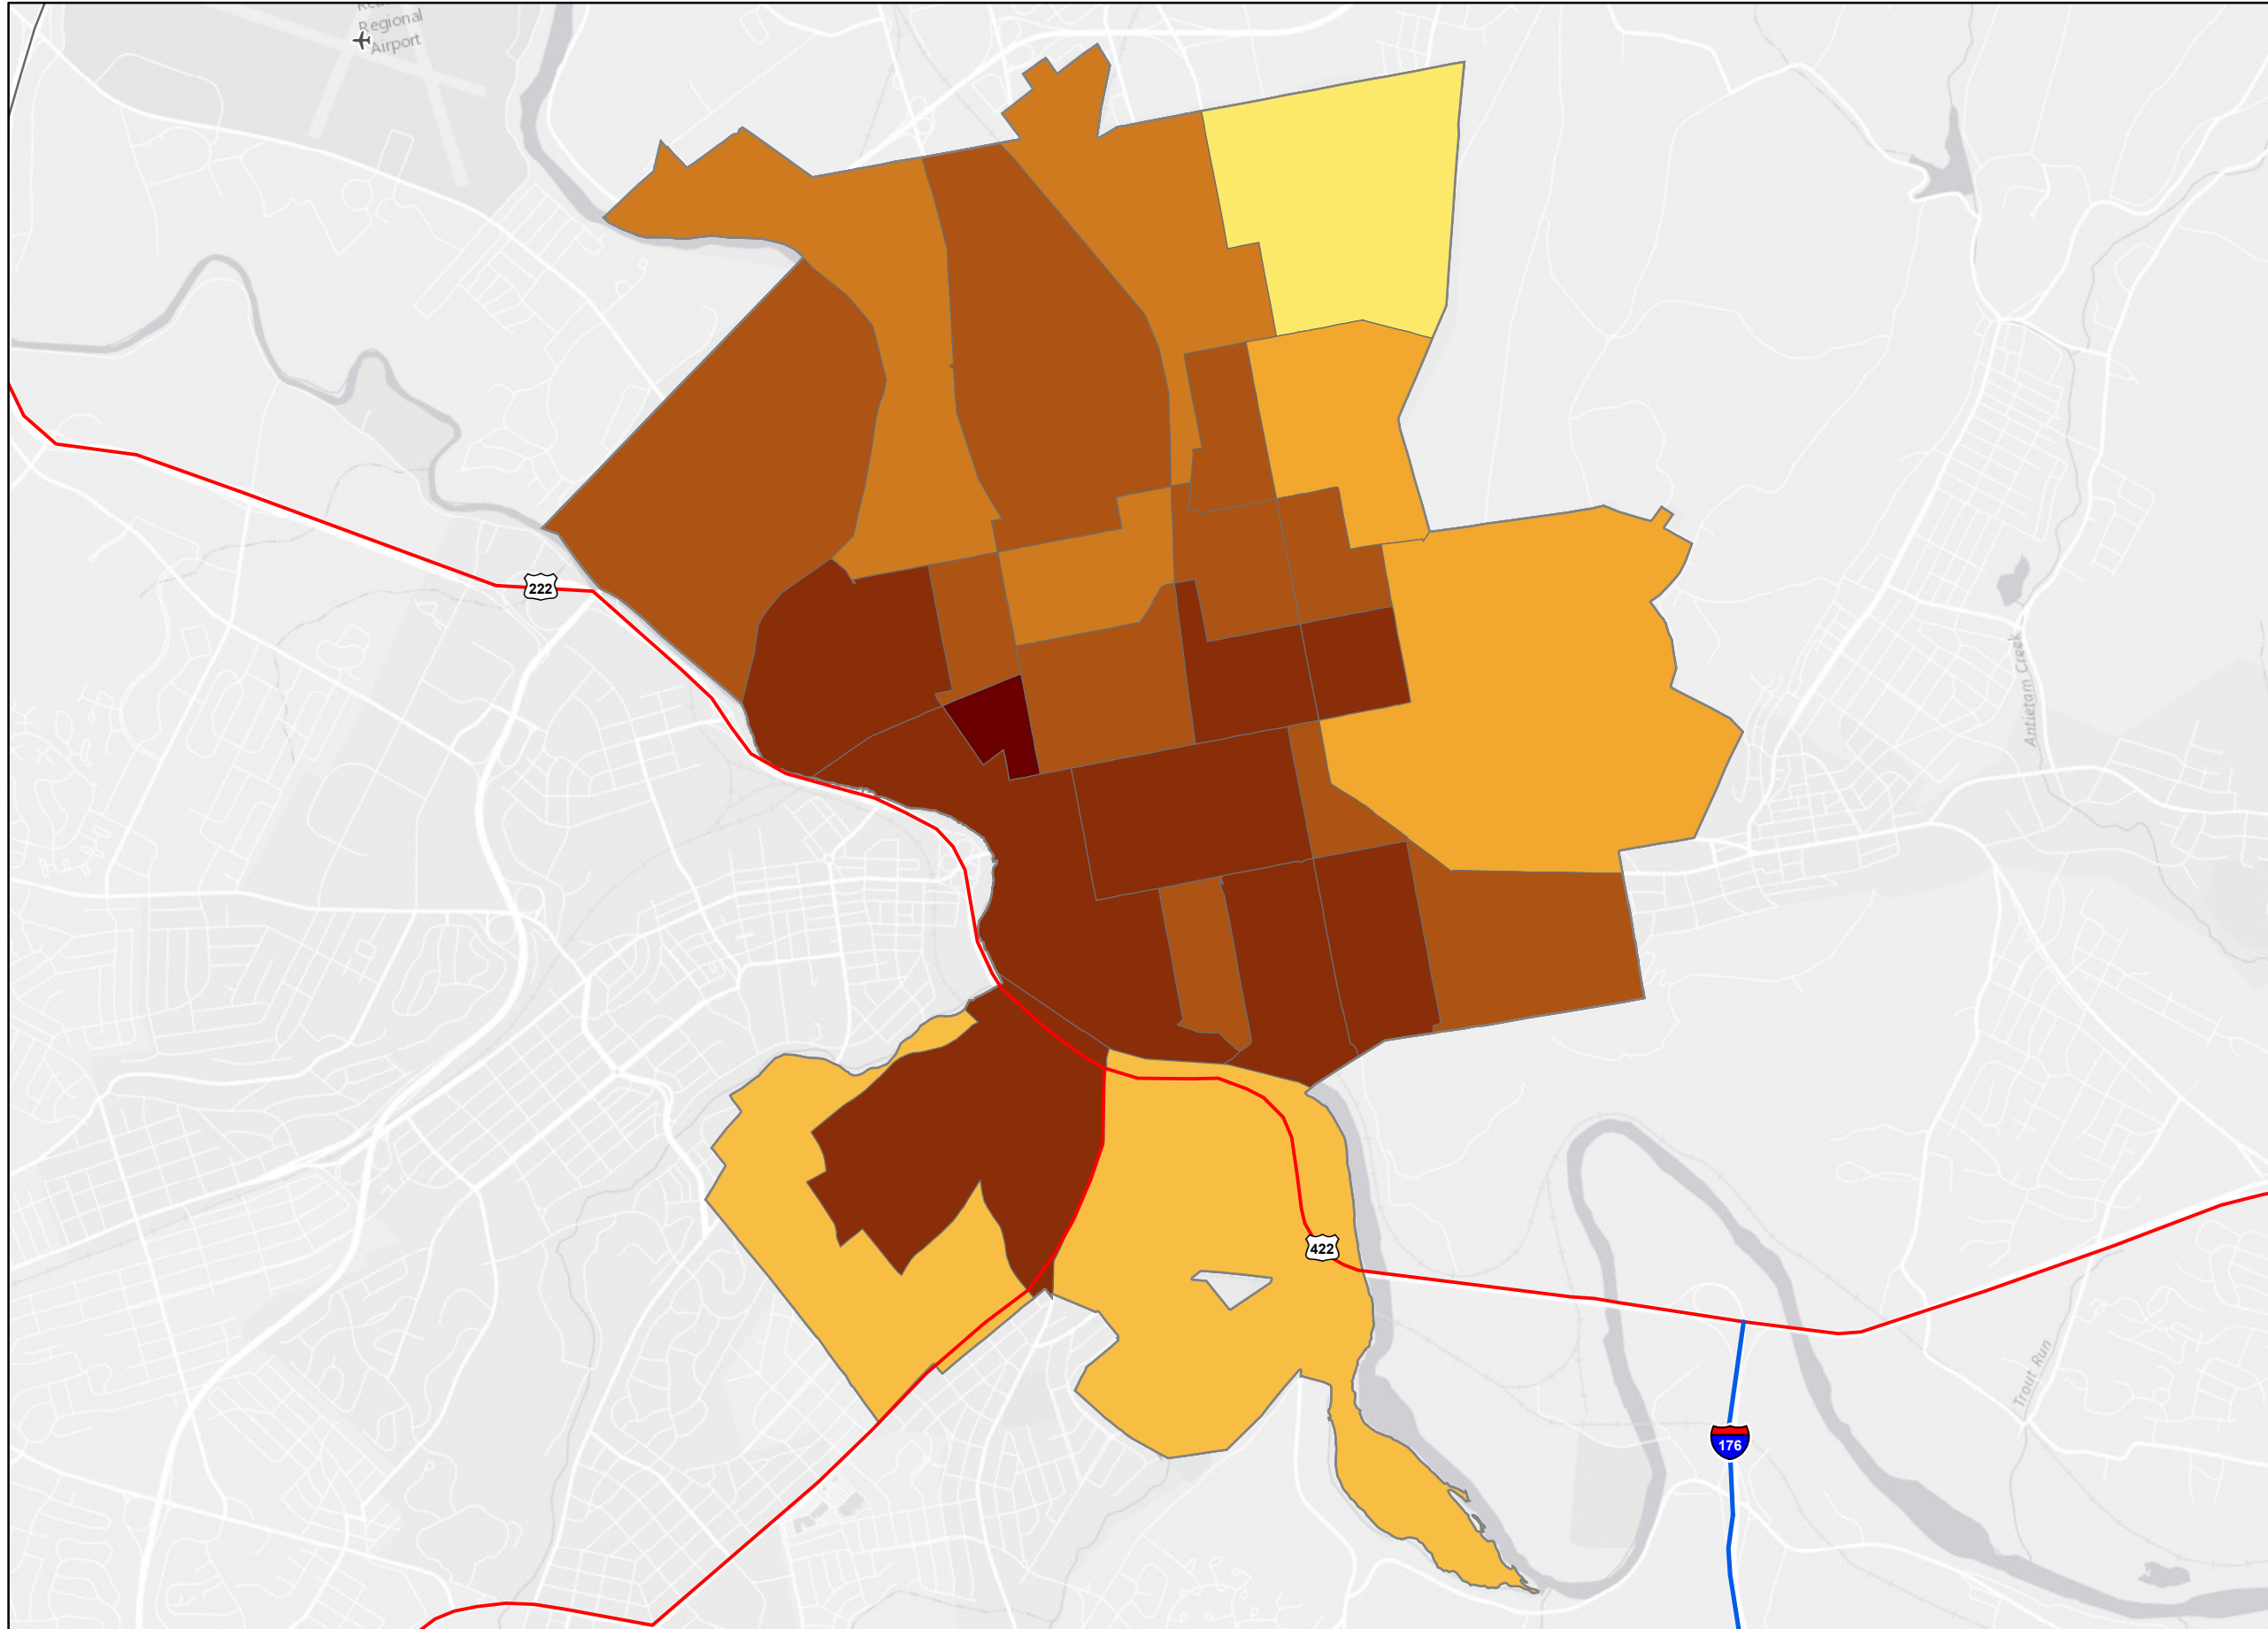 Regional
Airport
222
Antietam Creek
422
Trout Run
176